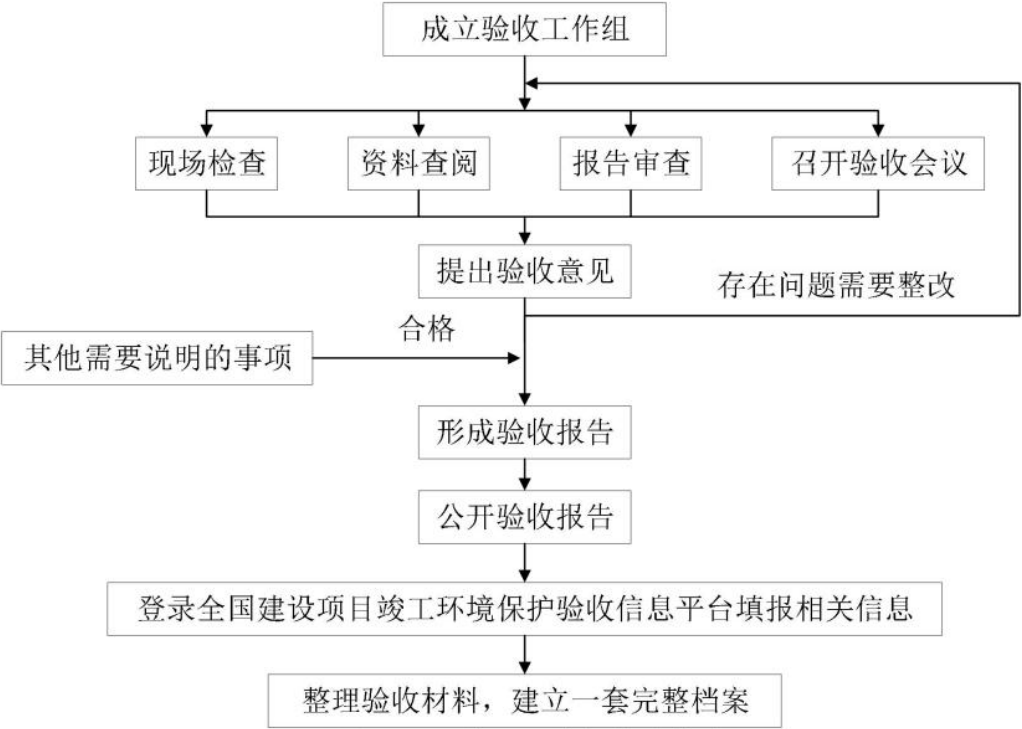 成立验收工作组
现场检查
资料查阅
报告审查
召开验收会议
提出验收意见
存在问题需要整改
合格
其他需要说明的事项
形成验收报告
公开验收报告
登录全国建设项目竣工环境保护验收信息平台填报相关信息
整理验收材料，建立一套完整档案